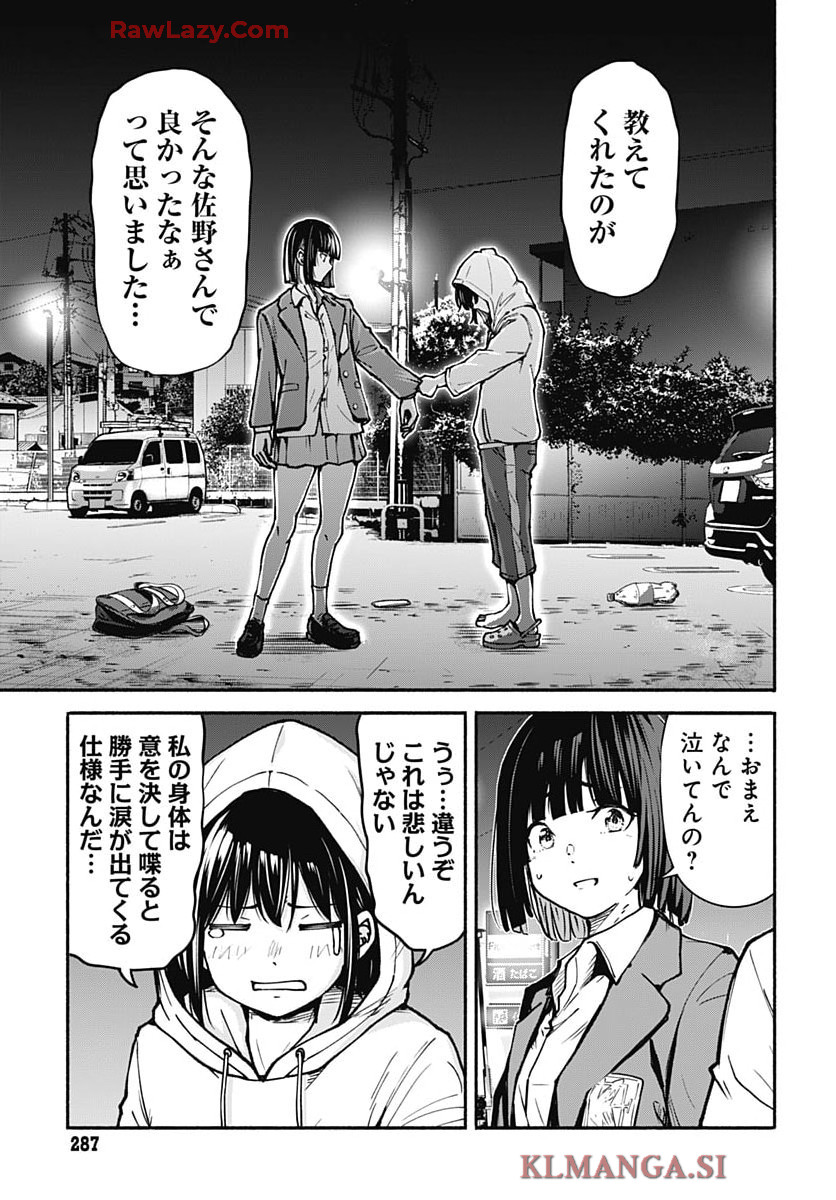 RawLazy.Com
教えて
くれたのが
そんな佐野さんで
良かったなぁ
って思いました…
…おまえ
なんで
泣いてんの？
酒 たばこ
うぅ…違うぞ
これは悲しいん
じゃない
私の身体は
意を決して喋ると
勝手に涙が出てくる
仕様なんだ…
287
KLMANGA.SI